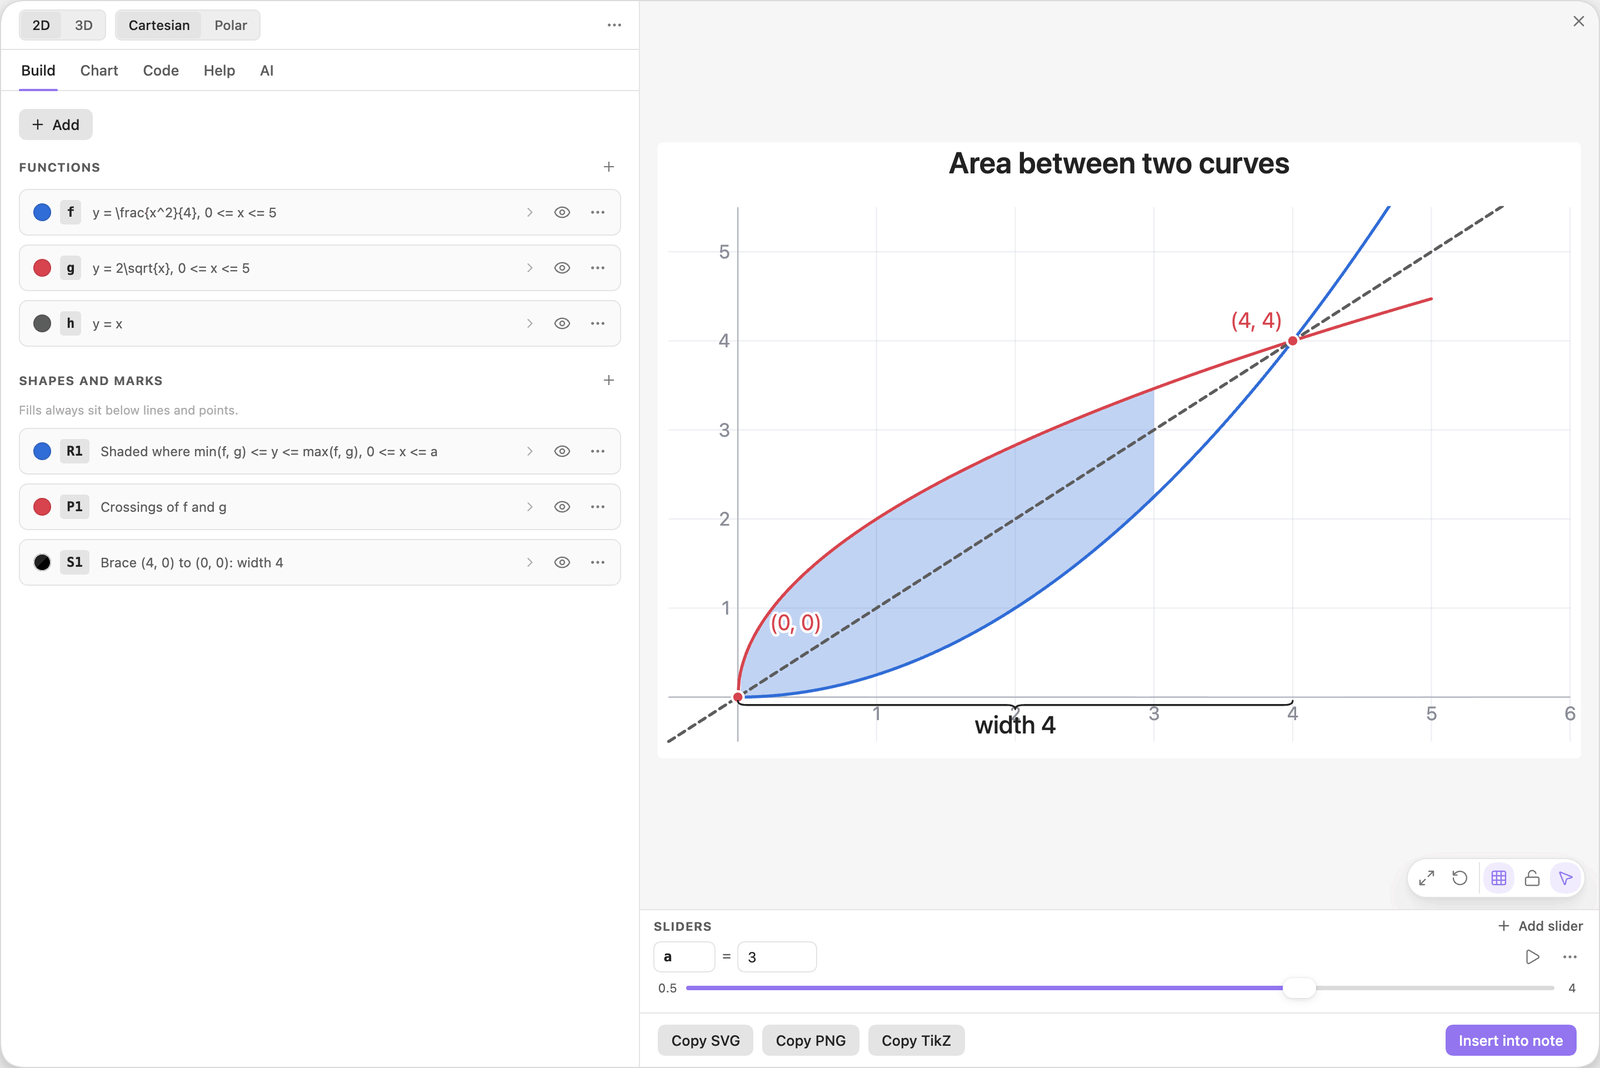 2D 3D Cartesian Polar
Build Chart Code Help AI
+ Add
FUNCTIONS
f y = \frac{x^2}{4}, 0 <= x <= 5
g y = 2\sqrt{x}, 0 <= x <= 5
h y = x
SHAPES AND MARKS
Fills always sit below lines and points.
R1 Shaded where min(f, g) <= y <= max(f, g), 0 <= x <= a
P1 Crossings of f and g
S1 Brace (4, 0) to (0, 0): width 4
Area between two curves
5
4
3
2
1
(4, 4)
(0, 0)
1 2 3 4 5 6
width 4
SLIDERS
+ Add slider
a = 3
0.5 4
Copy SVG Copy PNG Copy TikZ
Insert into note